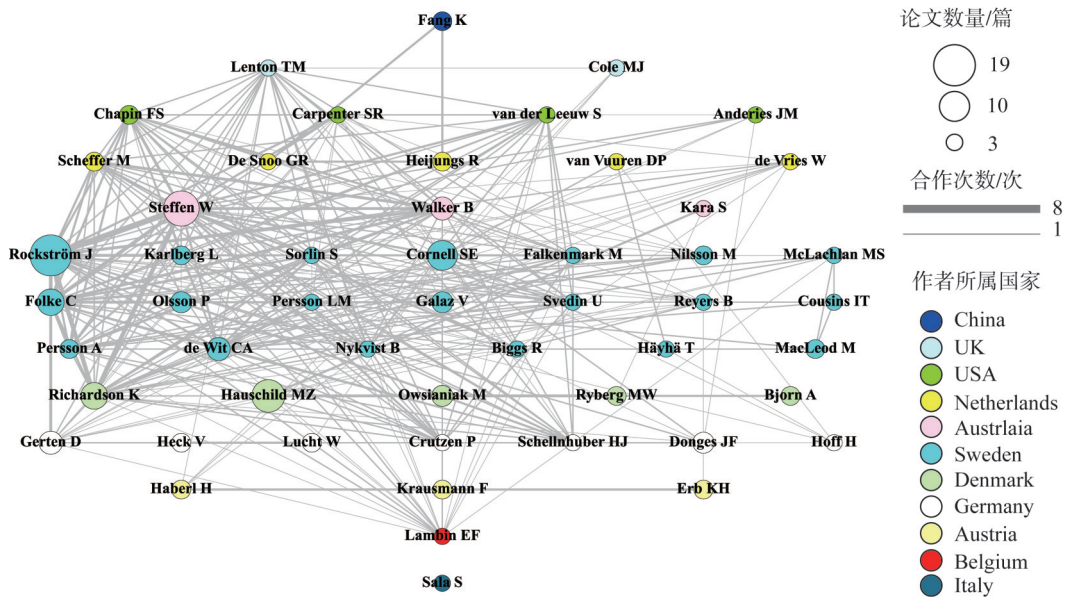 Fang K
Lenton TM
Cole MJ
Chapin FS
Carpenter SR
van der Leeuw S
Anderies JM
Scheffer M
De Snoo GR
Heijungs R
van Vuuren DP
de Vries W
Steffen W
Walker B
Kara S
Rockström J
Karlberg L
Sorlin S
Cornell SE
Falkenmark M
Nilsson M
McLachlan MS
Folke C
Olsson P
Persson LM
Galaz V
Svedin U
Reyers B
Cousins IT
Persson A
de Wit CA
Nykvist B
Biggs R
Häyhä T
MacLeod M
Richardson K
Hauschild MZ
Owsianiak M
Ryberg MW
Bjorn A
Gerten D
Heck V
Lucht W
Crutzen P
Schellnhuber HJ
Donges JF
Hoff H
Haberl H
Krausmann F
Erb KH
Lambin EF
Sala S
论文数量/篇
19
10
3
合作次数/次
8
1
作者所属国家
China
UK
USA
Netherlands
Austrlaia
Sweden
Denmark
Germany
Austria
Belgium
Italy